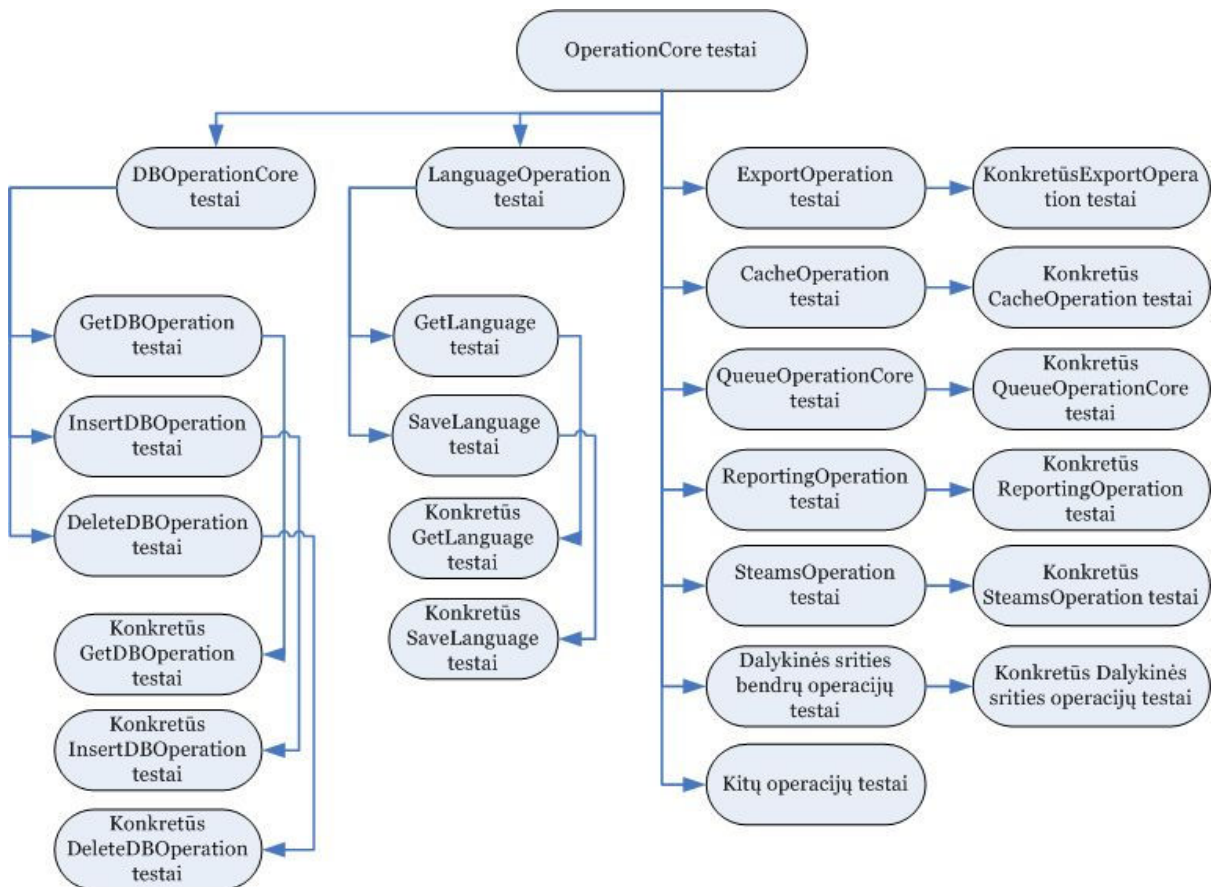 OperationCore testai
DBOperationCore
testai
LanguageOperation
testai
GetDBOperation
testai
InsertDBOperation
testai
DeleteDBOperation
testai
Konkretūs
GetDBOperation
testai
Konkretūs
InsertDBOperation
testai
Konkretūs
DeleteDBOperation
testai
GetLanguage
testai
SaveLanguage
testai
Konkretūs
GetLanguage
testai
Konkretūs
SaveLanguage
testai
ExportOperation
testai
KonkretūsExportOpera
tion testai
CacheOperation
testai
Konkretūs
CacheOperation testai
QueueOperationCore
testai
Konkretūs
QueueOperationCore
testai
ReportingOperation
testai
Konkretūs
ReportingOperation
testai
SteamsOperation
testai
Konkretūs
SteamsOperation testai
Dalykinės srities
bendrų operacijų
testai
Konkretūs Dalykinės
srities operacijų testai
Kitų operacijų testai